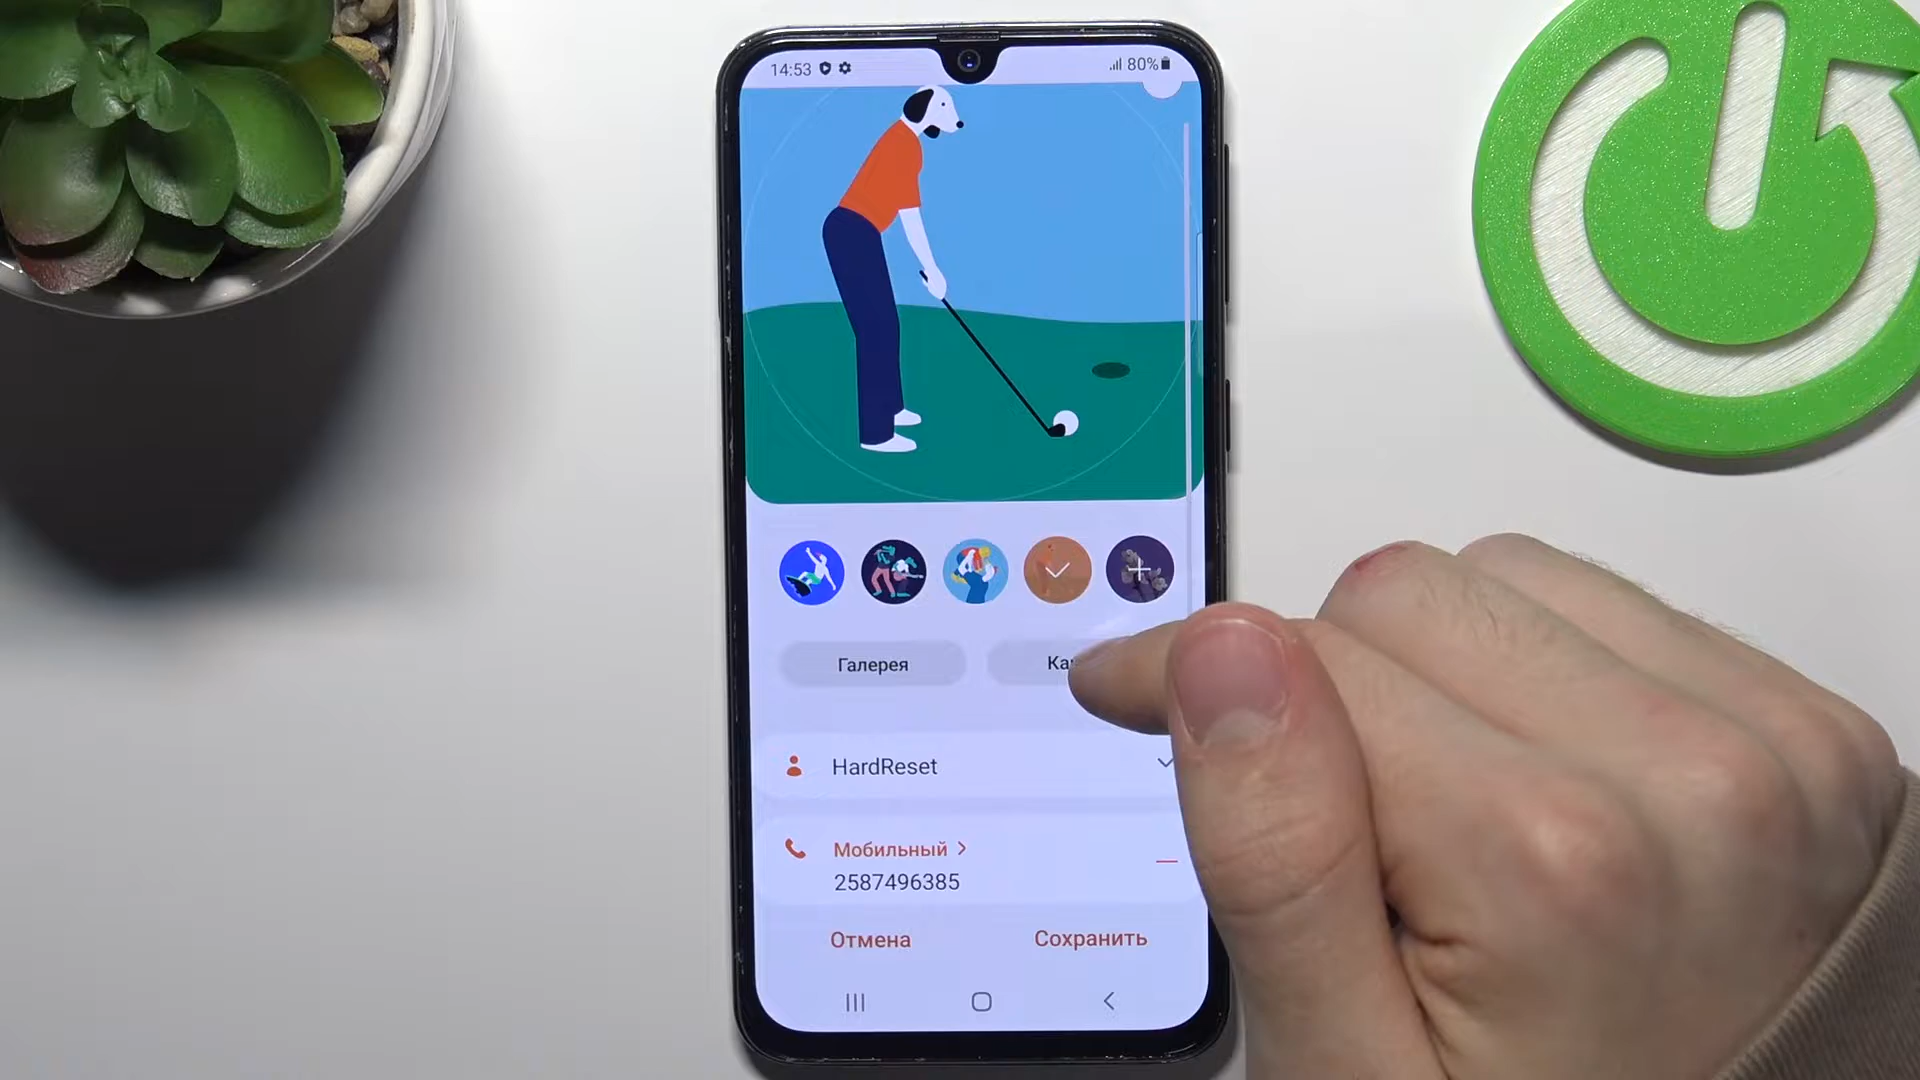 14:53
80%
Галерея
HardReset
Мобильный
2587496385
Отмена
Сохранить